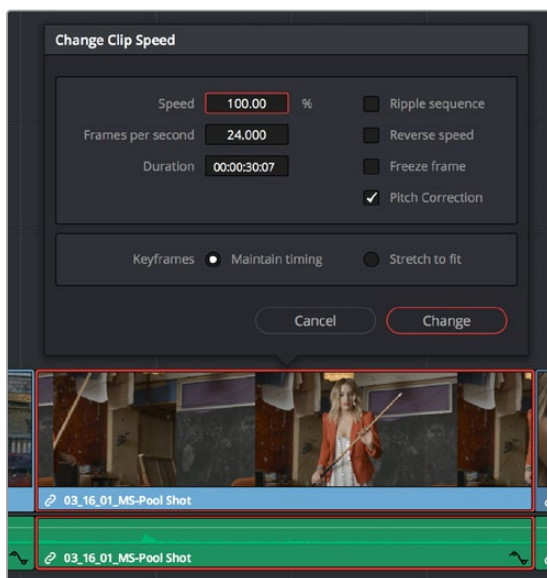 Change Clip Speed
Speed 100.00 % Ripple sequence
Frames per second 24.000 Reverse speed
Duration 00:00:30:07 Freeze frame
Pitch Correction
Keyframes Maintain timing Stretch to fit
Cancel Change
03_16_01_MS-Pool Shot
03_16_01_MS-Pool Shot